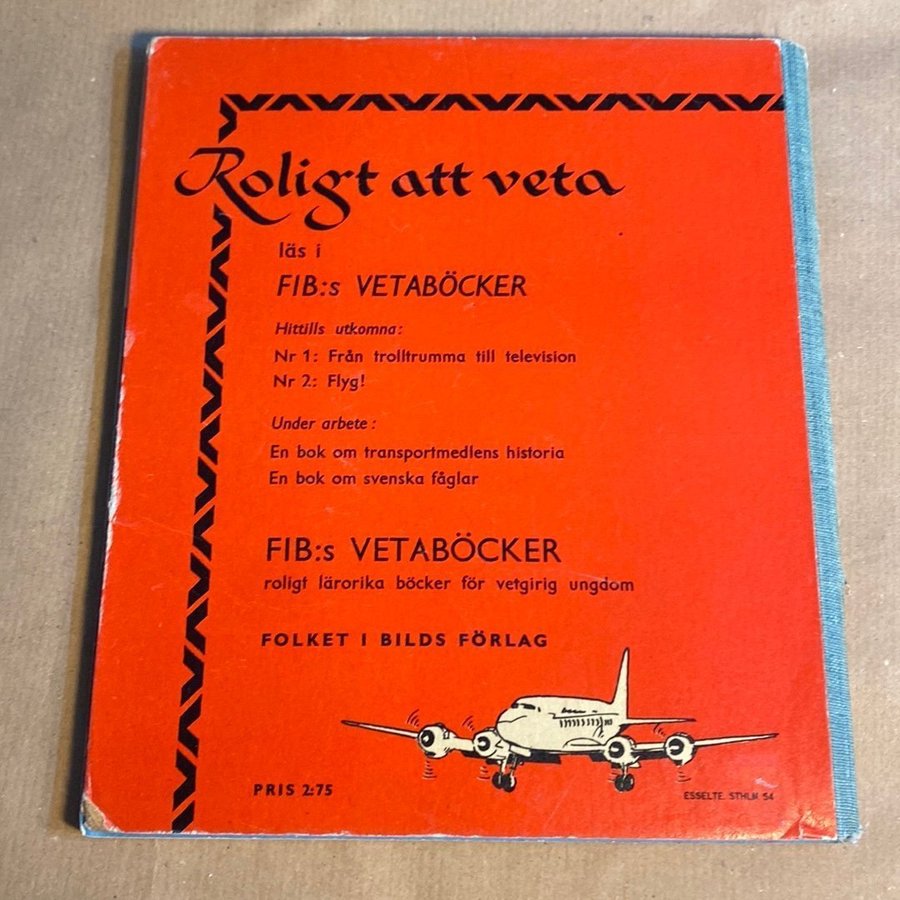 Roligt att veta
läs i
FIB:s VETABÖCKER
Hittills utkomna:
Nr 1: Från trolltrumma till television
Nr 2: Flyg!
Under arbete:
En bok om transportmedlens historia
En bok om svenska fåglar
FIB:s VETABÖCKER
roligt lärorika böcker för vetgirig ungdom
FOLKET I BILDS FÖRLAG
PRIS 2:75
ESSELTE. STHLM 54